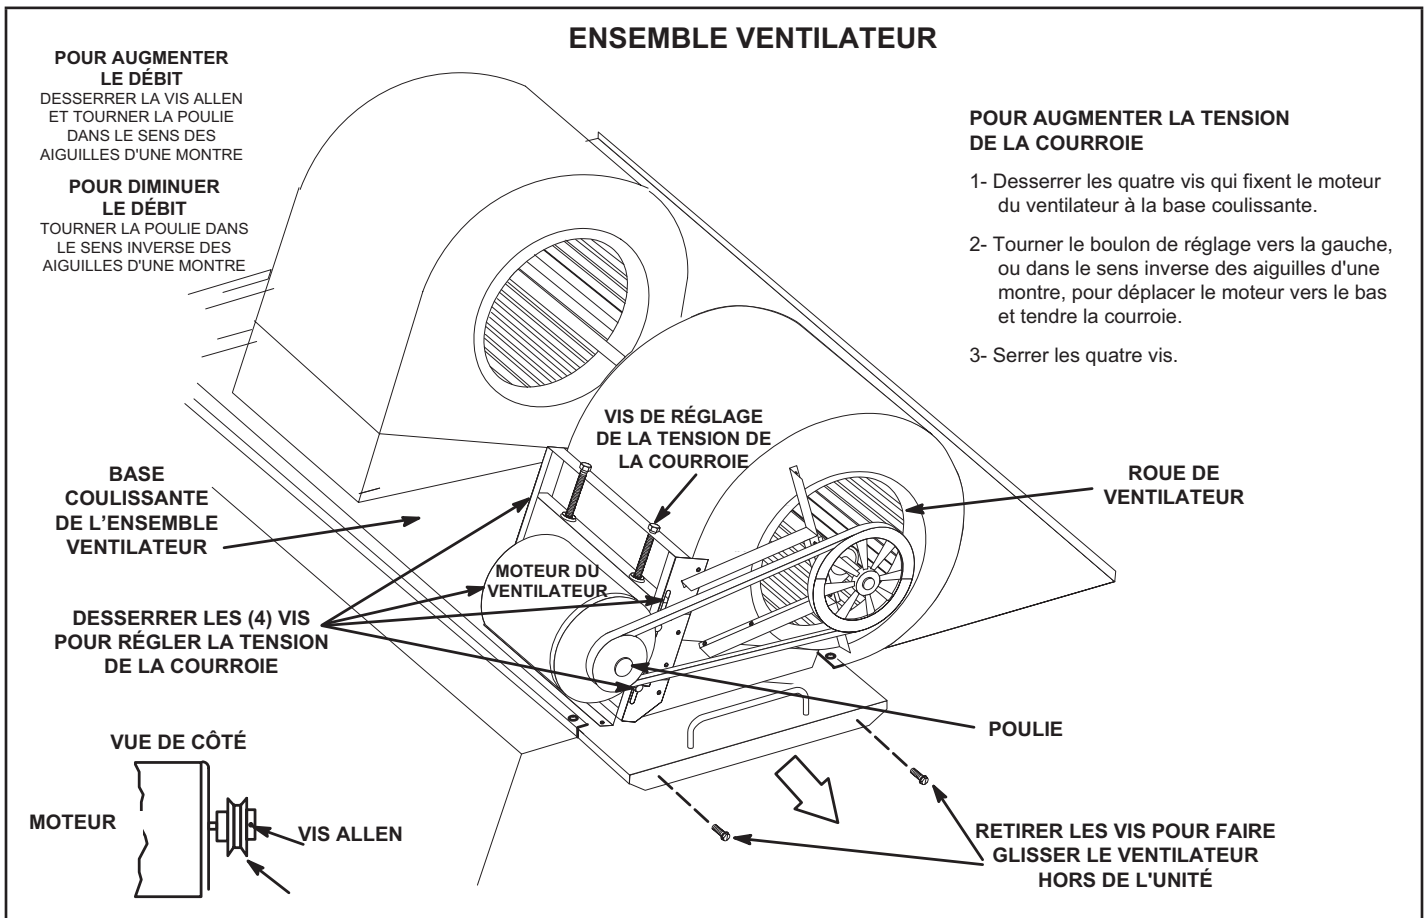 ENSEMBLE VENTILATEUR
POUR AUGMENTER
LE DÉBIT
DESSERRER LA VIS ALLEN
ET TOURNER LA POULIE
DANS LE SENS DES
AIGUILLES D'UNE MONTRE
POUR DIMINUER
LE DÉBIT
TOURNER LA POULIE DANS
LE SENS INVERSE DES
AIGUILLES D'UNE MONTRE
POUR AUGMENTER LA TENSION
DE LA COURROIE
1- Desserrer les quatre vis qui fixent le moteur
du ventilateur à la base coulissante.
2- Tourner le boulon de réglage vers la gauche,
ou dans le sens inverse des aiguilles d'une
montre, pour déplacer le moteur vers le bas
et tendre la courroie.
3- Serrer les quatre vis.
VIS DE RÉGLAGE
DE LA TENSION DE
LA COURROIE
BASE
COULISSANTE
DE L’ENSEMBLE
VENTILATEUR
ROUE DE
VENTILATEUR
MOTEUR DU
VENTILATEUR
DESSERRER LES (4) VIS
POUR RÉGLER LA TENSION
DE LA COURROIE
POULIE
VUE DE CÔTÉ
MOTEUR
VIS ALLEN
RETIRER LES VIS POUR FAIRE
GLISSER LE VENTILATEUR
HORS DE L'UNITÉ